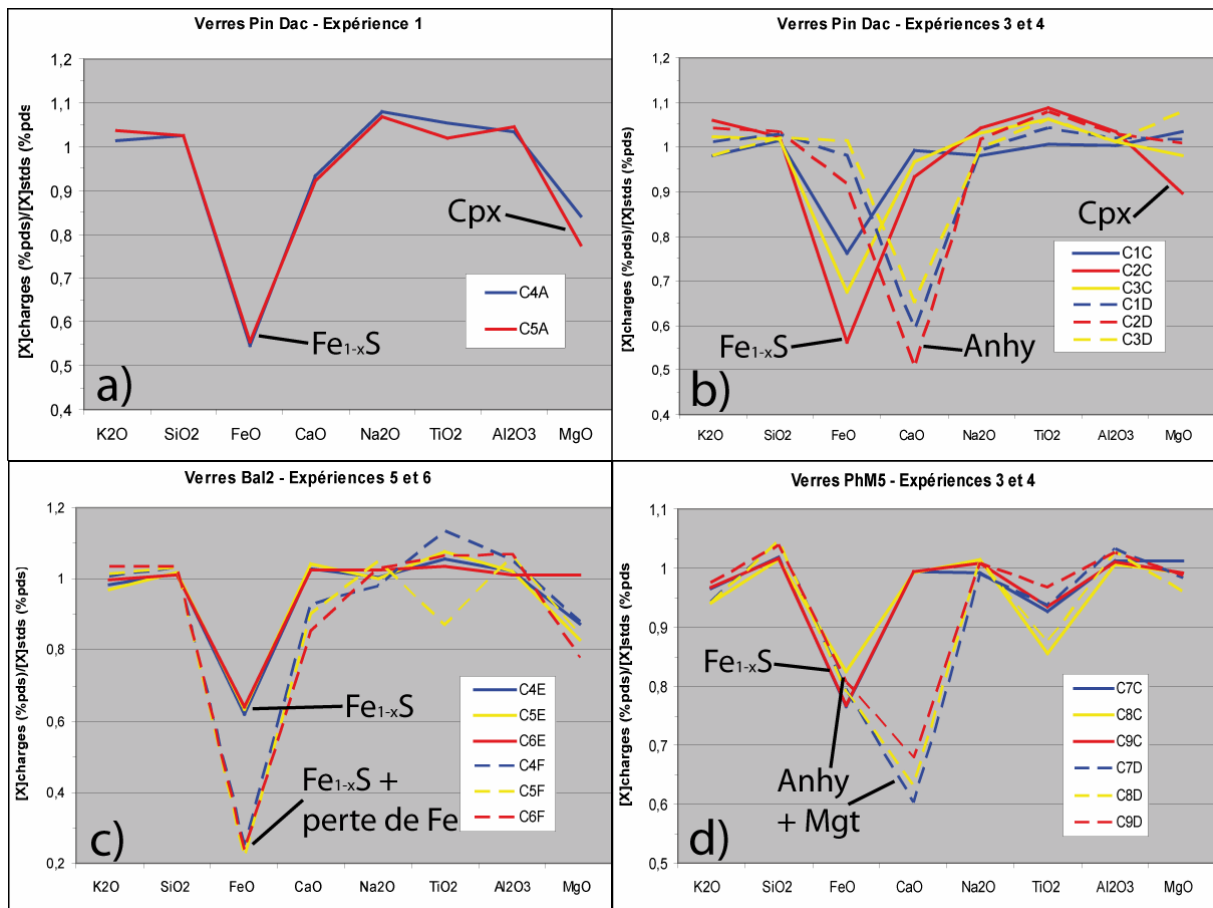 Verres Pin Dac - Expérience 1
[X]charges (%pds)/[X]stds (%pds
1,2
1,1
1
0,9
0,8
0,7
0,6
0,5
0,4
Cpx
Fe1-xS
C4A
C5A
a)
K2O SiO2 FeO CaO Na2O TiO2 Al2O3 MgO
Verres Pin Dac - Expériences 3 et 4
[X]charges (%pds)/[X]stds (%pds
1,2
1,1
1
0,9
0,8
0,7
0,6
0,5
0,4
Cpx
Fe1-xS
Anhy
C1C
C2C
C3C
C1D
C2D
C3D
b)
K2O SiO2 FeO CaO Na2O TiO2 Al2O3 MgO
Verres Bal2 - Expériences 5 et 6
[X]charges (%pds)/[X]stds (%pds]
1,2
1
0,8
0,6
0,4
0,2
Fe1-xS
Fe1-xS +
perte de Fe
C4E
C5E
C6E
C4F
C5F
C6F
c)
K2O SiO2 FeO CaO Na2O TiO2 Al2O3 MgO
Verres PhM5 - Expériences 3 et 4
[X]charges (%pds)/[X]stds (%pds
1,1
1
0,9
0,8
0,7
0,6
0,5
Fe1-xS
Anhy
+ Mgt
C7C
C8C
C9C
C7D
C8D
C9D
d)
K2O SiO2 FeO CaO Na2O TiO2 Al2O3 MgO